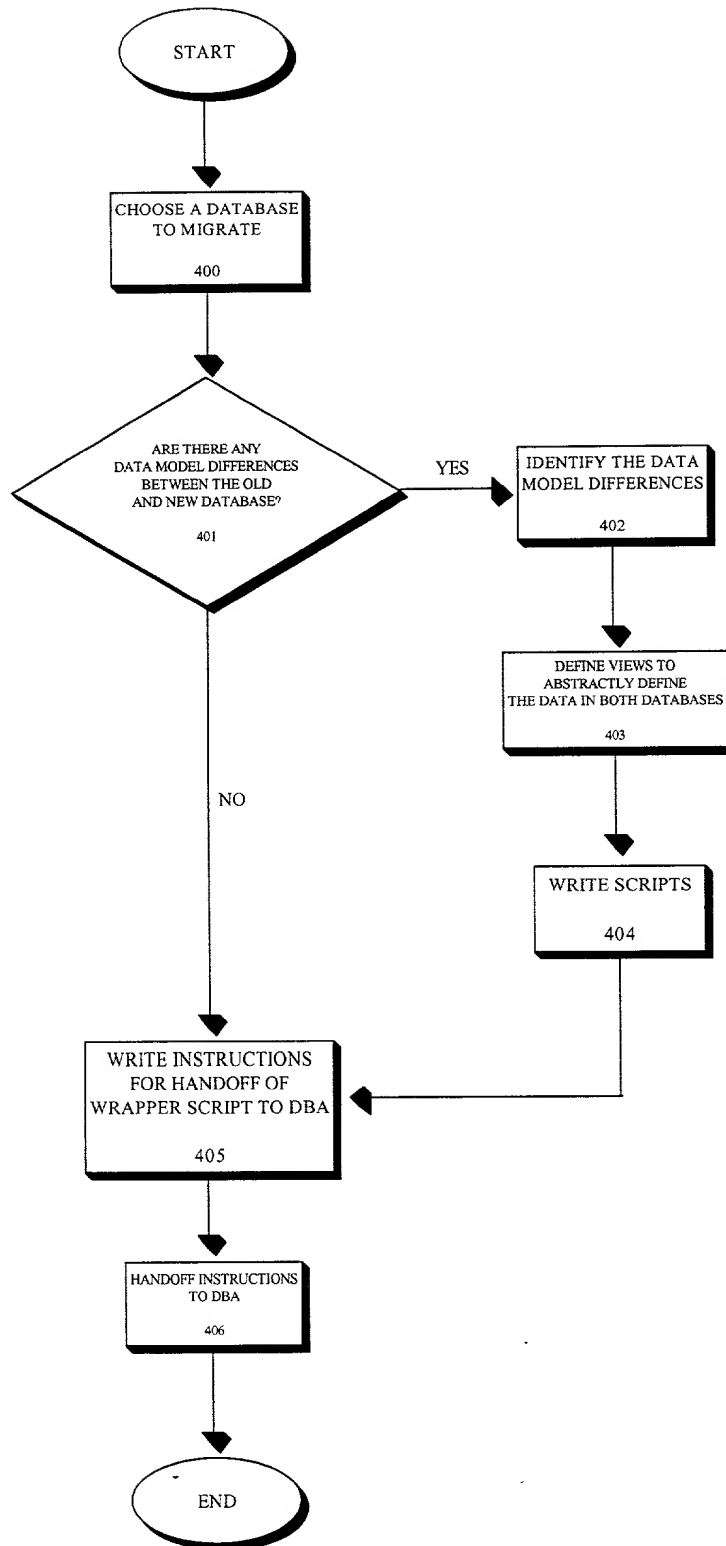 START
CHOOSE A DATABASE
TO MIGRATE
400
ARE THERE ANY
DATA MODEL DIFFERENCES
BETWEEN THE OLD
AND NEW DATABASE?
401
YES
IDENTIFY THE DATA
MODEL DIFFERENCES
402
DEFINE VIEWS TO
ABSTRACTLY DEFINE
THE DATA IN BOTH DATABASES
403
NO
WRITE SCRIPTS
404
WRITE INSTRUCTIONS
FOR HANDOFF OF
WRAPPER SCRIPT TO DBA
405
HANDOFF INSTRUCTIONS
TO DBA
406
END